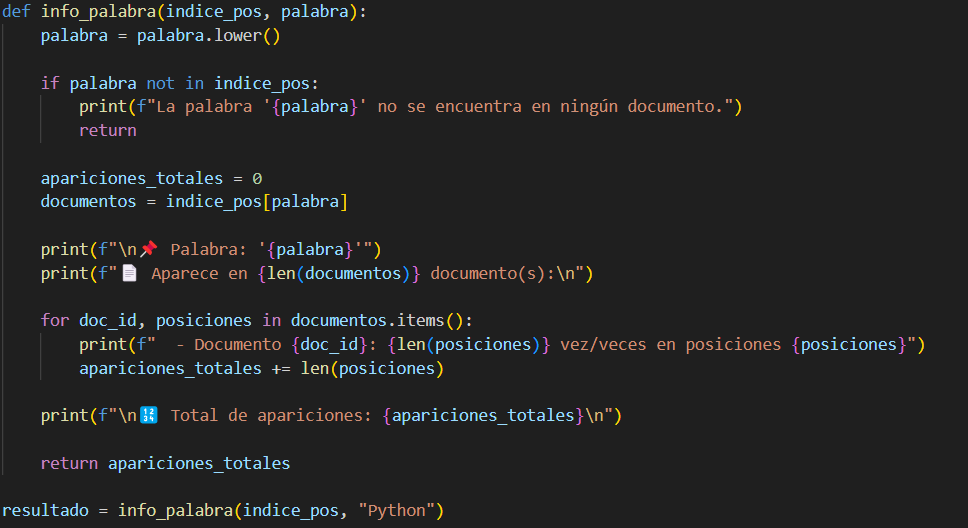 def info_palabra(indice_pos, palabra):
    palabra = palabra.lower()

    if palabra not in indice_pos:
        print(f"La palabra '{palabra}' no se encuentra en ningún documento.")
        return

    apariciones_totales = 0
    documentos = indice_pos[palabra]

    print(f"\n📌 Palabra: '{palabra}'")
    print(f"📄 Aparece en {len(documentos)} documento(s):\n")

    for doc_id, posiciones in documentos.items():
        print(f"  - Documento {doc_id}: {len(posiciones)} vez/veces en posiciones {posiciones}")
        apariciones_totales += len(posiciones)

    print(f"\n🔢 Total de apariciones: {apariciones_totales}\n")

    return apariciones_totales

resultado = info_palabra(indice_pos, "Python")